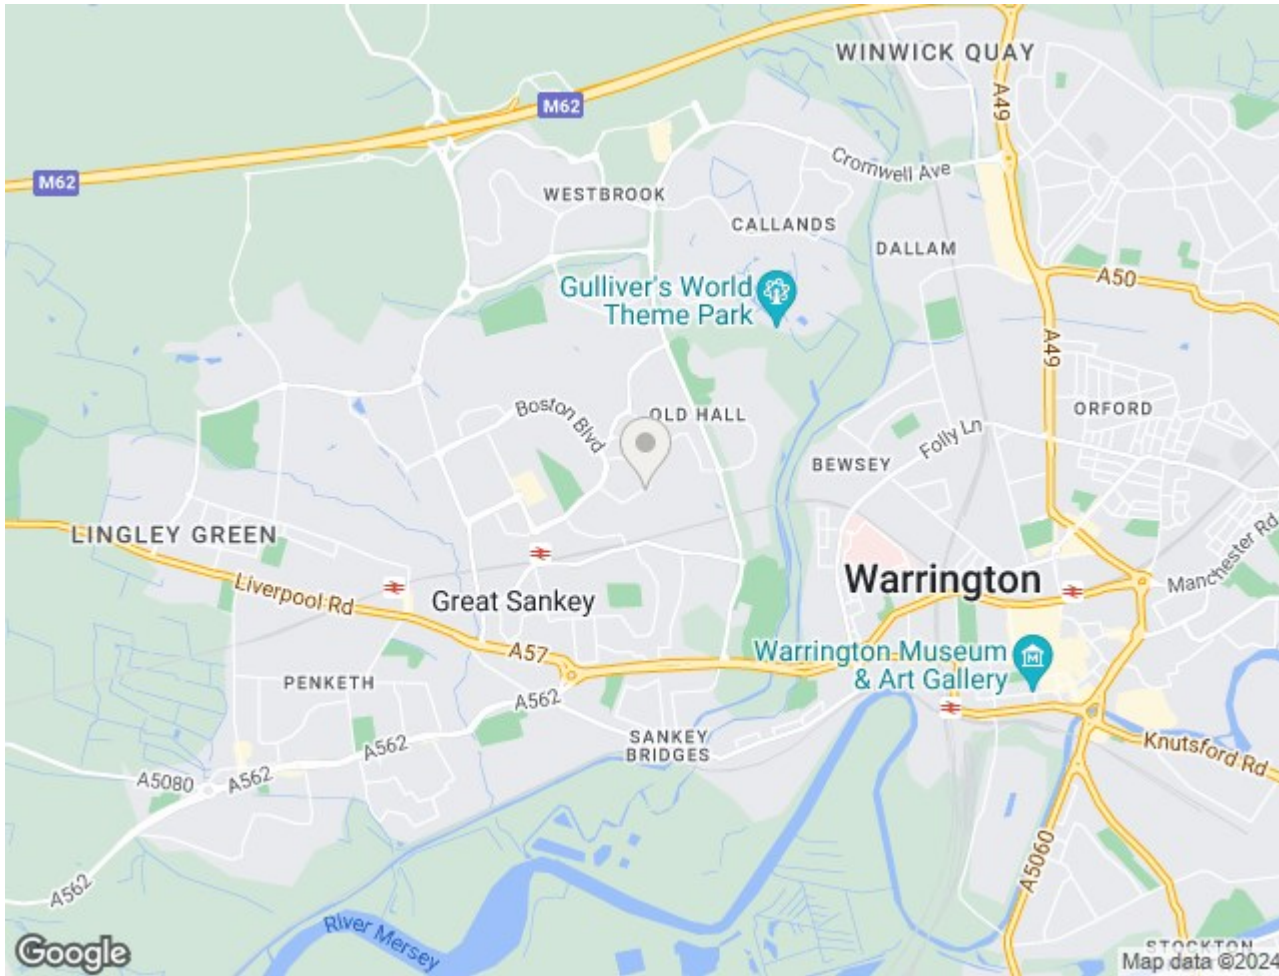 WINWICK QUAY
M62
A49
M62
Cromwell Ave
WESTBROOK
CALLANDS
DALLAM
A50
Gulliver's World
Theme Park
A49
Boston Blvd
OLD HALL
ORFORD
Folly Ln
BEWSEY
LINGLEY GREEN
Manchester Rd
Warrington
Liverpool Rd
Great Sankey
A57
Warrington Museum
& Art Gallery
PENKETH
A562
SANKEY
BRIDGES
A562
Knutsford Rd
A5080
A562
A5060
A562
River Mersey
STOCKTON
Google
Map data ©2024